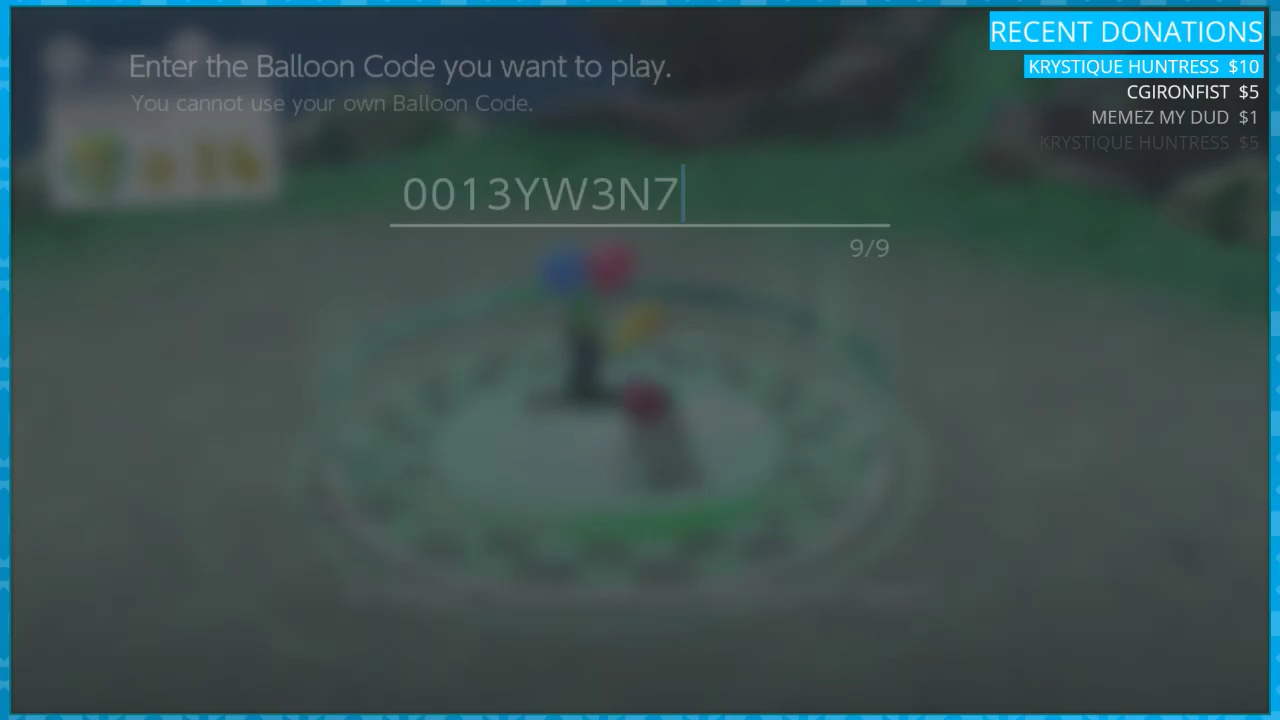 Enter the Balloon Code you want to play.
You cannot use your own Balloon Code.
0013YW3N7
9/9
RECENT DONATIONS
KRYSTIQUE HUNTRESS $10
CGIRONFIST $5
MEMEZ MY DUD $1
KRYSTIQUE HUNTRESS $5